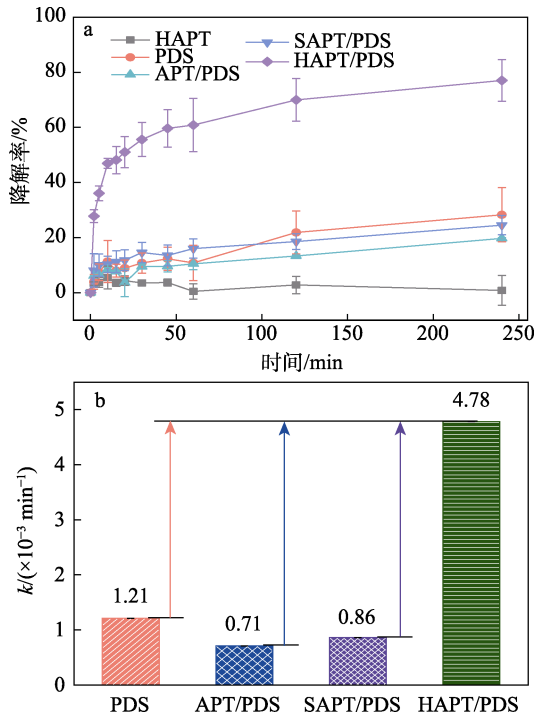 a
HAPT
PDS
APT/PDS
SAPT/PDS
HAPT/PDS
100
80
60
40
20
0
降解率/%
0 50 100 150 200 250
时间/min
b
5
4
3
2
1
0
k/(×10⁻³ min⁻¹)
1.21
0.71
0.86
4.78
PDS APT/PDS SAPT/PDS HAPT/PDS